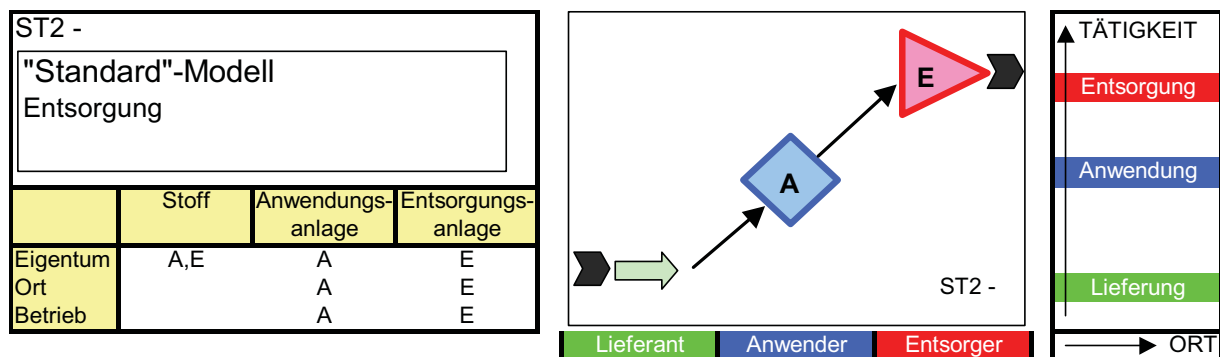 ST2 -
"Standard"-Modell
Entsorgung
Stoff Anwendungs- Entsorgungs-
anlage anlage
Eigentum A,E A E
Ort A E
Betrieb A E
E
A
ST2 -
Lieferant Anwender Entsorger
TÄTIGKEIT
Entsorgung
Anwendung
Lieferung
ORT